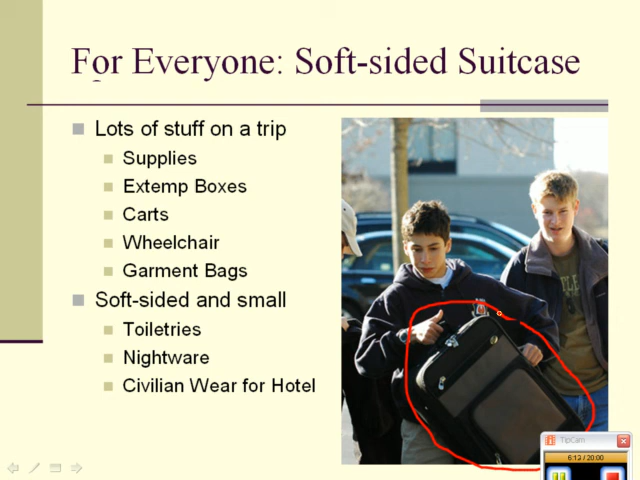 For Everyone: Soft-sided Suitcase
Lots of stuff on a trip
Supplies
Extemp Boxes
Carts
Wheelchair
Garment Bags
Soft-sided and small
Toiletries
Nightware
Civilian Wear for Hotel
TipCam
6:13 / 20:00